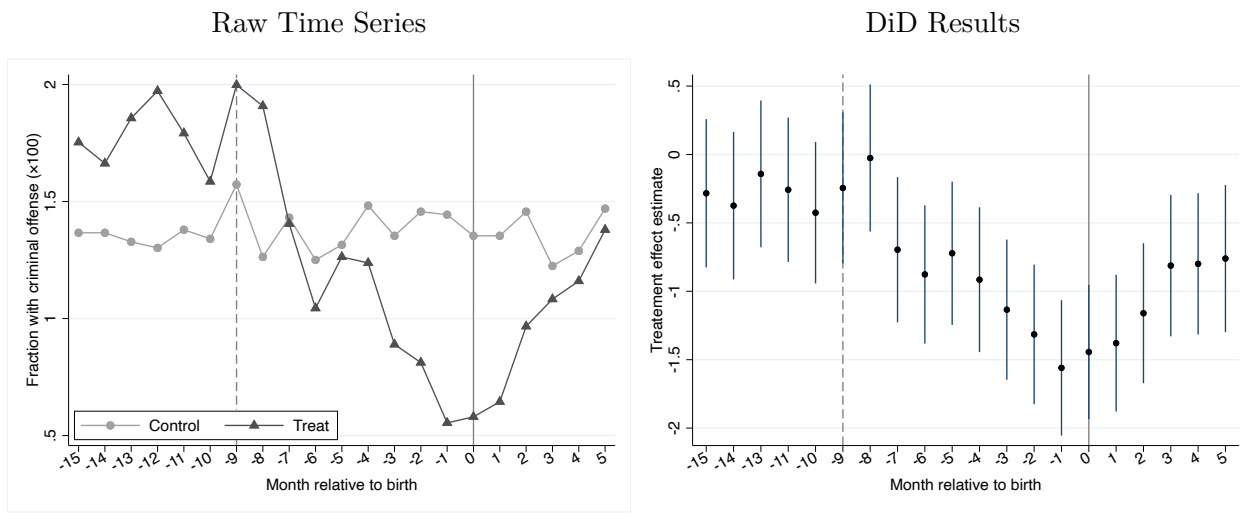 Raw Time Series
Fraction with criminal offense (×100)
2
1.5
1
.5
Control
Treat
-15 -14 -13 -12 -11 -10 -9 -8 -7 -6 -5 -4 -3 -2 -1 0 1 2 3 4 5
Month relative to birth
DiD Results
Treatement effect estimate
.5
0
-.5
-1
-1.5
-2
-15 -14 -13 -11 -10 -9 -8 -7 -6 -5 -4 -3 -2 -1 0 1 2 3 4 5
Month relative to birth